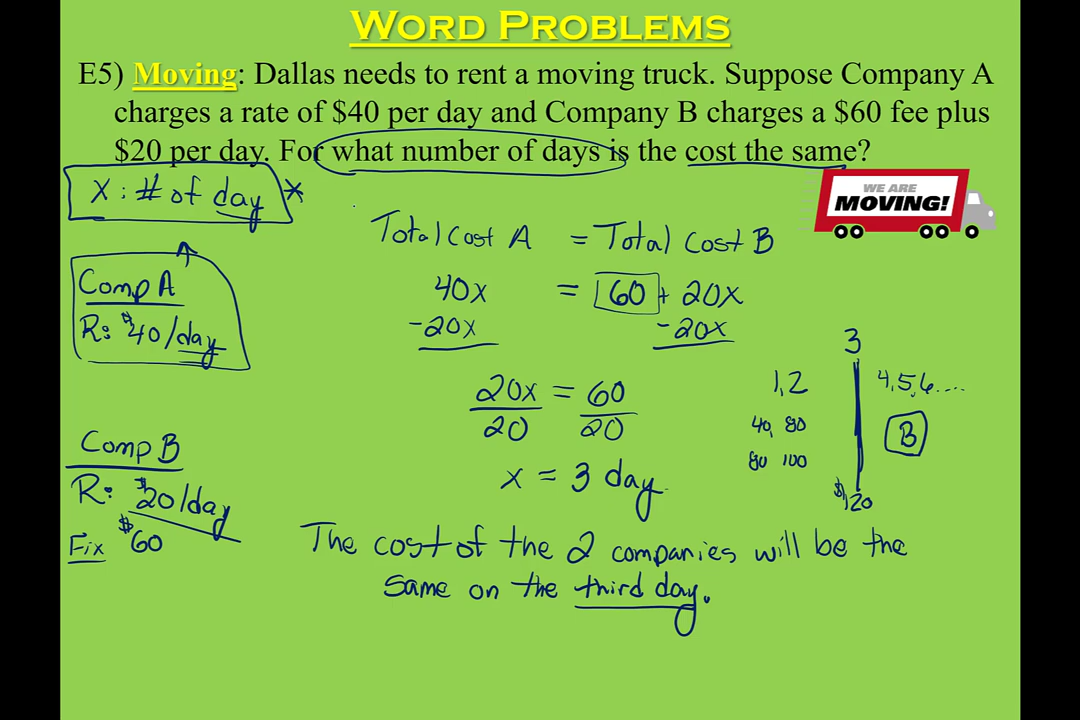 WORD PROBLEMS
E5) Moving: Dallas needs to rent a moving truck. Suppose Company A
charges a rate of $40 per day and Company B charges a $60 fee plus
$20 per day. For what number of days is the cost the same?
WE ARE
MOVING!
X: # of day *
Comp A
R: $40/day
Comp B
R: $20/day
Fix $60
Total Cost A = Total Cost B
40x = 60 + 20x
-20x -20x
20x = 60
20 20
x = 3 day
3
1,2 4,5,6....
40, 80 B
80 100
$120
The cost of the 2 companies will be the
same on the third day.